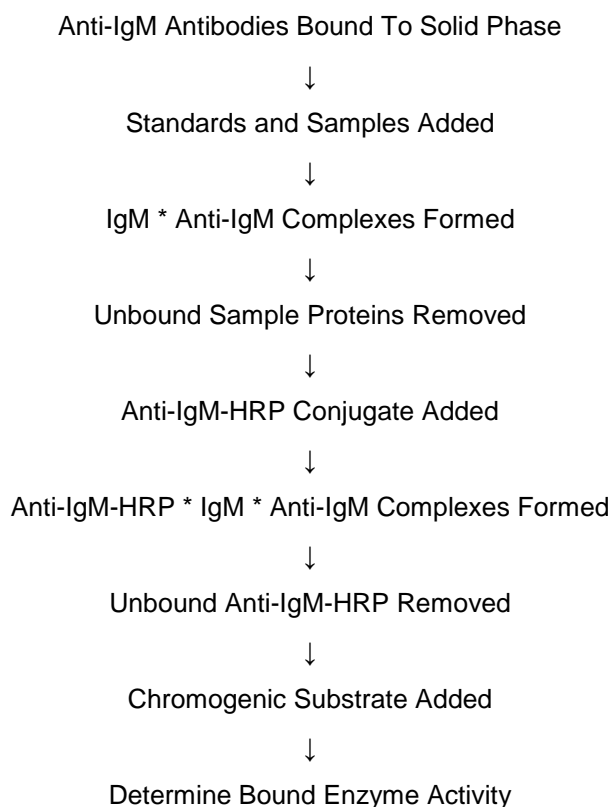 Anti-IgM Antibodies Bound To Solid Phase
↓
Standards and Samples Added
↓
IgM * Anti-IgM Complexes Formed
↓
Unbound Sample Proteins Removed
↓
Anti-IgM-HRP Conjugate Added
↓
Anti-IgM-HRP * IgM * Anti-IgM Complexes Formed
↓
Unbound Anti-IgM-HRP Removed
↓
Chromogenic Substrate Added
↓
Determine Bound Enzyme Activity